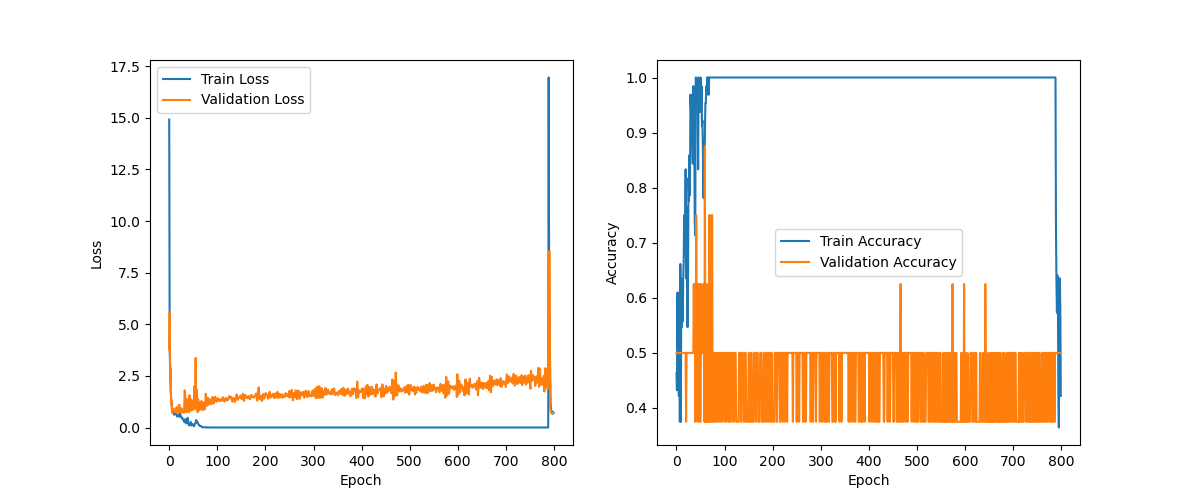 17.5
15.0
12.5
10.0
7.5
5.0
2.5
0.0
Loss
Train Loss
Validation Loss
0 100 200 300 400 500 600 700 800
Epoch
1.0
0.9
0.8
0.7
0.6
0.5
0.4
Accuracy
Train Accuracy
Validation Accuracy
0 100 200 300 400 500 600 700 800
Epoch